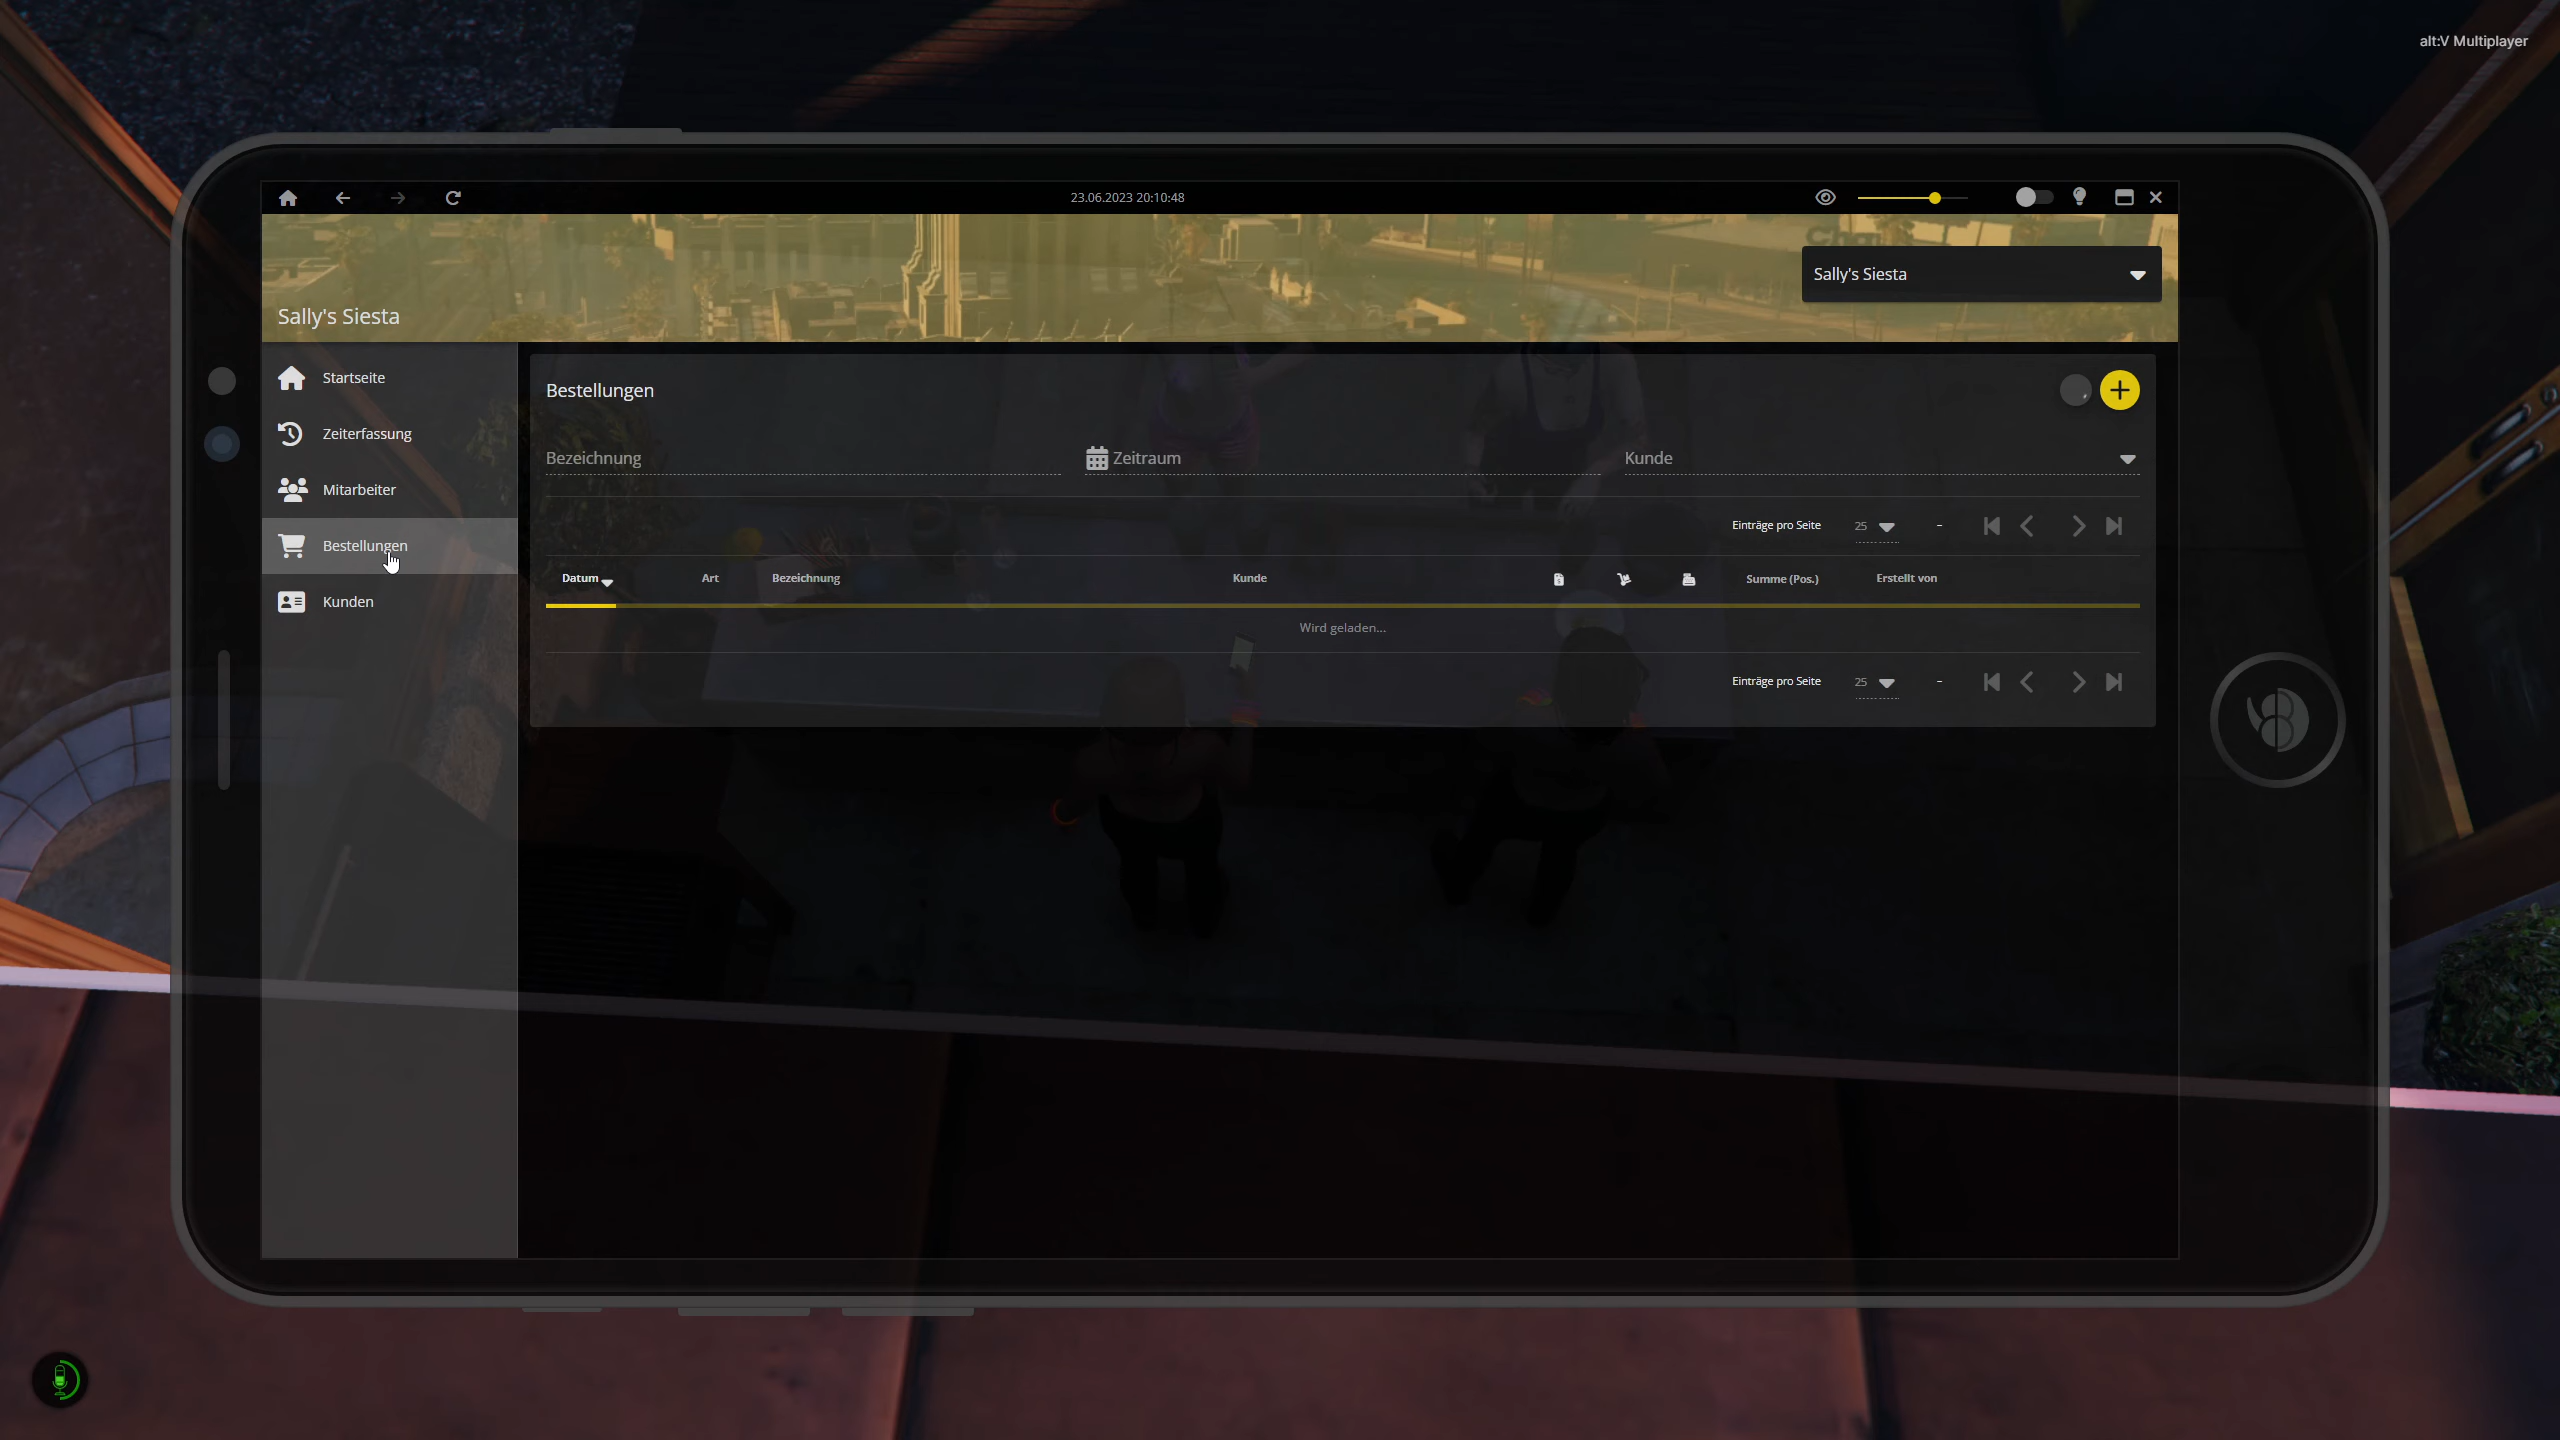 alt:V Multiplayer
23.06.2023 20:10:48
Sally's Siesta
Sally's Siesta
Startseite
Zeiterfassung
Mitarbeiter
Bestellungen
Kunden
Bestellungen
Bezeichnung
Zeitraum
Kunde
Einträge pro Seite 25 –
Datum Art Bezeichnung Kunde Summe (Pos.) Erstellt von
Wird geladen...
Einträge pro Seite 25 –